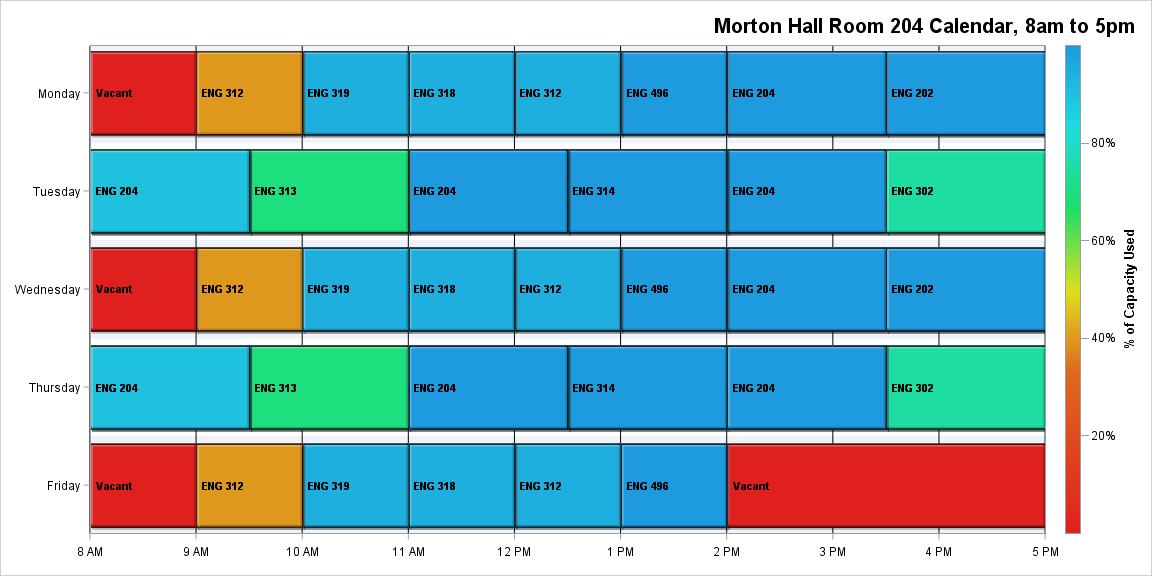 Morton Hall Room 204 Calendar, 8am to 5pm
Monday
Vacant
ENG 312
ENG 319
ENG 318
ENG 312
ENG 496
ENG 204
ENG 202
Tuesday
ENG 204
ENG 313
ENG 204
ENG 314
ENG 204
ENG 302
Wednesday
Vacant
ENG 312
ENG 319
ENG 318
ENG 312
ENG 496
ENG 204
ENG 202
Thursday
ENG 204
ENG 313
ENG 204
ENG 314
ENG 204
ENG 302
Friday
Vacant
ENG 312
ENG 319
ENG 318
ENG 312
ENG 496
Vacant
8 AM
9 AM
10 AM
11 AM
12 PM
1 PM
2 PM
3 PM
4 PM
5 PM
80%
60%
40%
20%
% of Capacity Used